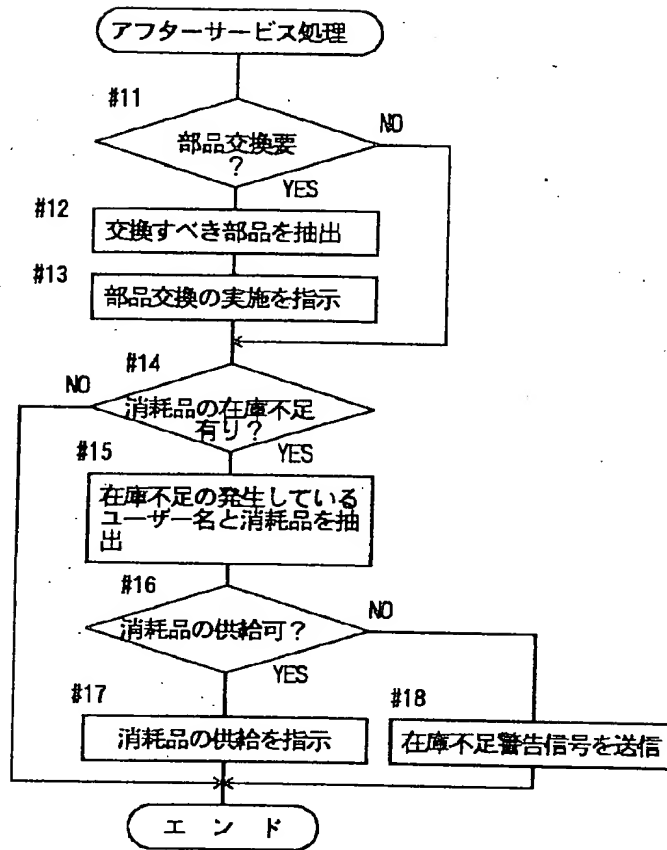 アフターサービス処理
#11
部品交換要
?
NO
YES
#12
交換すべき部品を抽出
#13
部品交換の実施を指示
#14
NO
消耗品の在庫不足
有り?
YES
#15
在庫不足の発生している
ユーザー名と消耗品を抽
出
#16
消耗品の供給可?
NO
YES
#17
消耗品の供給を指示
#18
在庫不足警告信号を送信
エンド